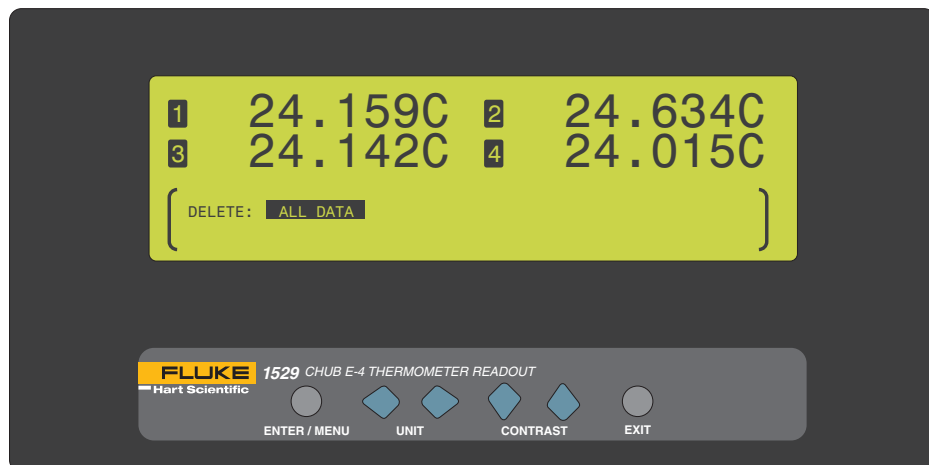 1 24.159C 2 24.634C
3 24.142C 4 24.015C
DELETE: ALL DATA
FLUKE 1529 CHUB E-4 THERMOMETER READOUT
Hart Scientific
ENTER / MENU UNIT CONTRAST EXIT